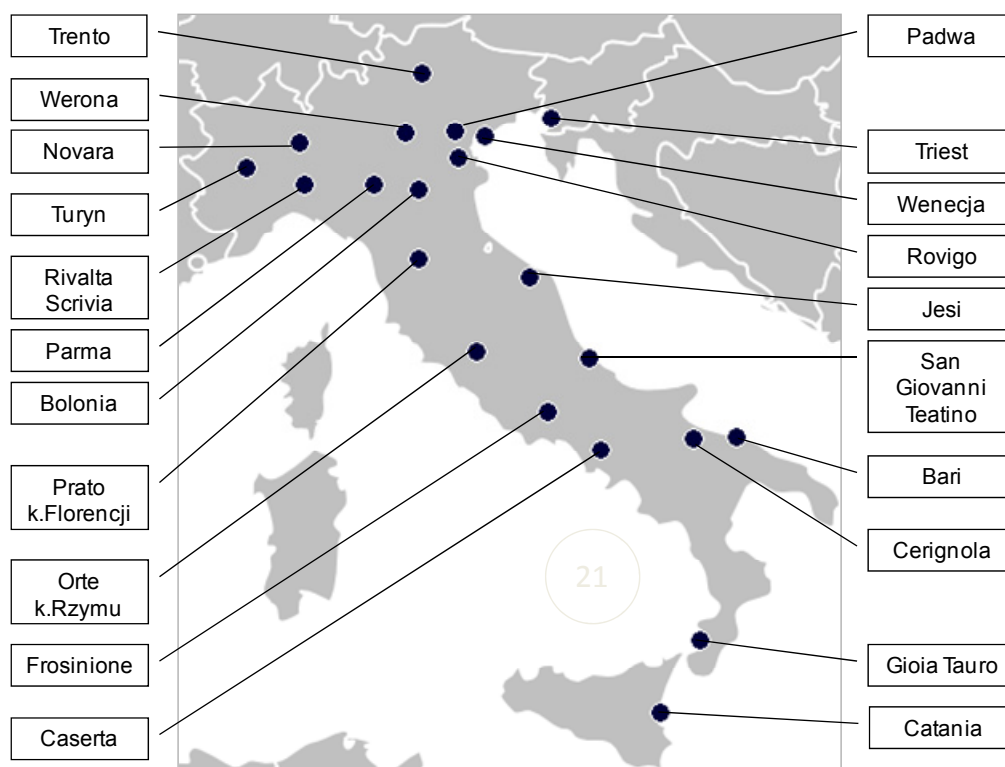 Trento
Werona
Novara
Turyn
Rivalta
Scrivia
Parma
Bolonia
Prato
k.Florencji
Orte
k.Rzymu
Frosinione
Caserta
21
Padwa
Triest
Wenecja
Rovigo
Jesi
San
Giovanni
Teatino
Bari
Cerignola
Gioia Tauro
Catania